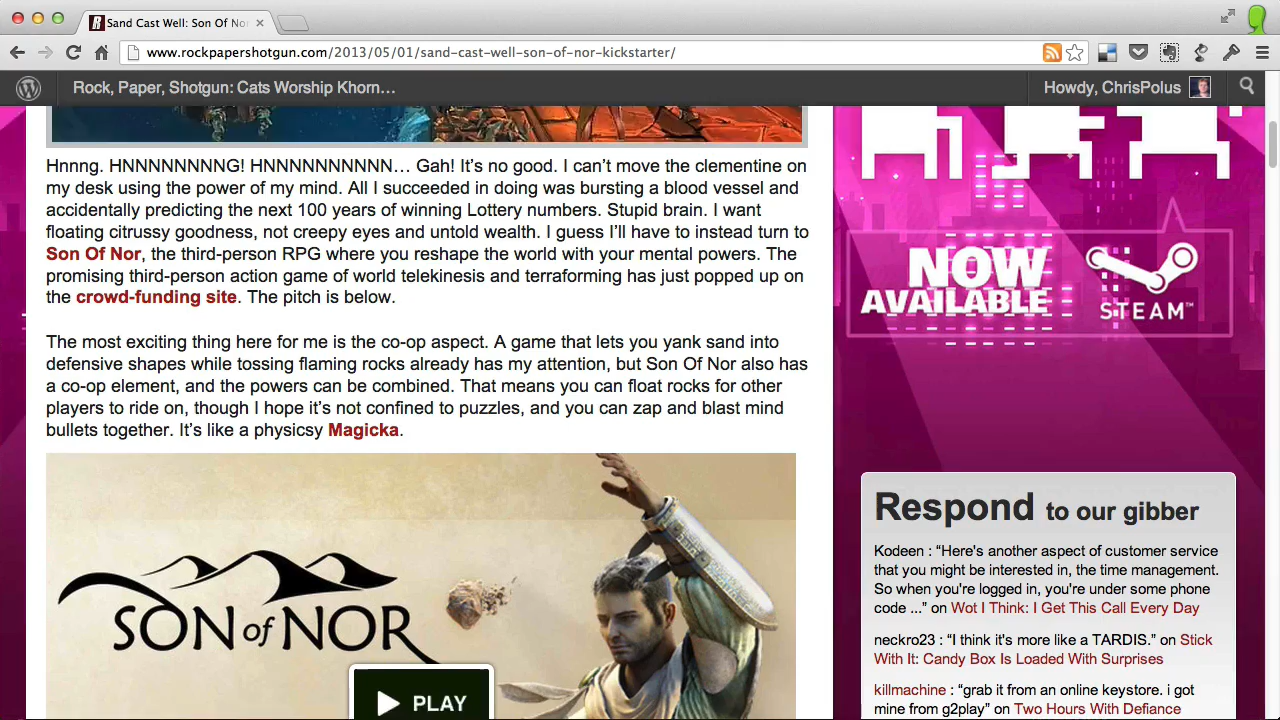 Sand Cast Well: Son Of No
www.rockpapershotgun.com/2013/05/01/sand-cast-well-son-of-nor-kickstarter/
Rock, Paper, Shotgun: Cats Worship Khorn…
Howdy, ChrisPolus
Hnnng. HNNNNNNNNG! HNNNNNNNNNN… Gah! It’s no good. I can’t move the clementine on
my desk using the power of my mind. All I succeeded in doing was bursting a blood vessel and
accidentally predicting the next 100 years of winning Lottery numbers. Stupid brain. I want
floating citrussy goodness, not creepy eyes and untold wealth. I guess I’ll have to instead turn to
Son Of Nor, the third-person RPG where you reshape the world with your mental powers. The
promising third-person action game of world telekinesis and terraforming has just popped up on
the crowd-funding site. The pitch is below.
The most exciting thing here for me is the co-op aspect. A game that lets you yank sand into
defensive shapes while tossing flaming rocks already has my attention, but Son Of Nor also has
a co-op element, and the powers can be combined. That means you can float rocks for other
players to ride on, though I hope it’s not confined to puzzles, and you can zap and blast mind
bullets together. It’s like a physicsy Magicka.
SON of NOR
PLAY
NOW
AVAILABLE
STEAM™
Respond to our gibber
Kodeen : “Here’s another aspect of customer service
that you might be interested in, the time management.
So when you're logged in, you're under some phone
code ...” on Wot I Think: I Get This Call Every Day
neckro23 : “I think it's more like a TARDIS.” on Stick
With It: Candy Box Is Loaded With Surprises
killmachine : “grab it from an online keystore. i got
mine from g2play” on Two Hours With Defiance